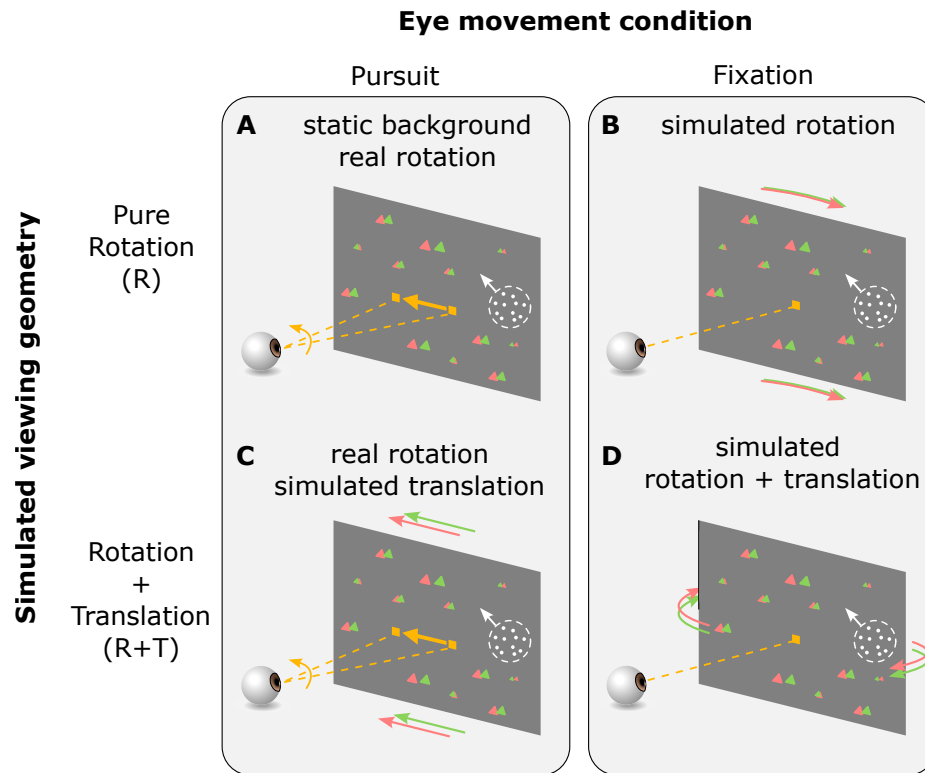 Eye movement condition
Pursuit
Fixation
Simulated viewing geometry
Pure
Rotation
(R)
A
static background
real rotation
B
simulated rotation
Rotation
+
Translation
(R+T)
C
real rotation
simulated translation
D
simulated
rotation + translation